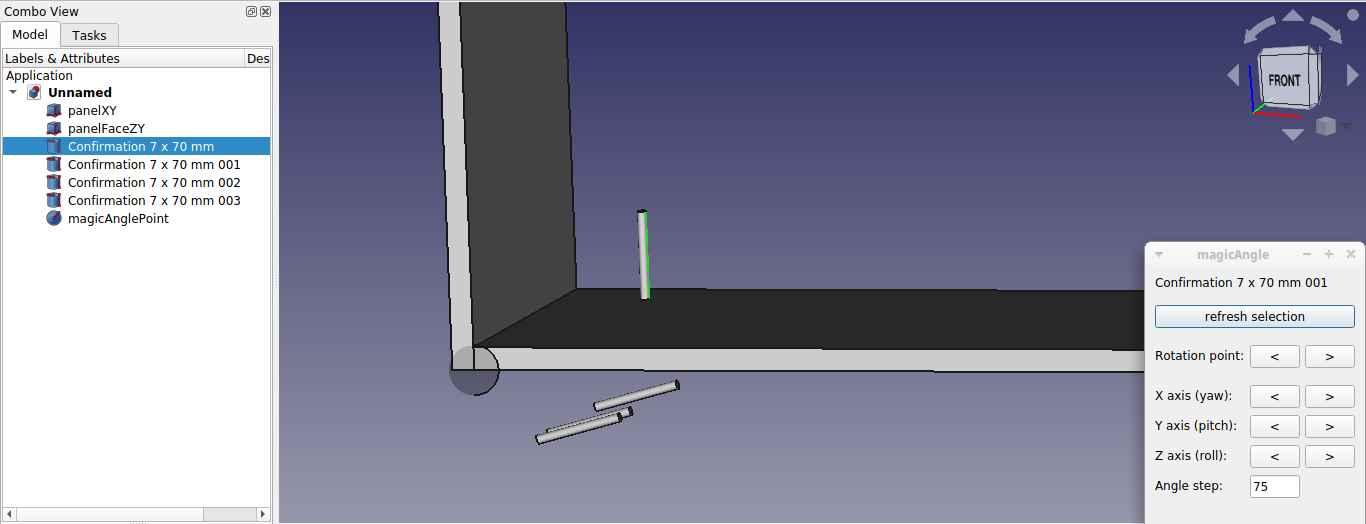 Combo View
Model Tasks
Labels & Attributes Des
Application
Unnamed
panelXY
panelFaceZY
Confirmation 7 x 70 mm
Confirmation 7 x 70 mm 001
Confirmation 7 x 70 mm 002
Confirmation 7 x 70 mm 003
magicAnglePoint
FRONT
magicAngle
Confirmation 7 x 70 mm 001
refresh selection
Rotation point: < >
X axis (yaw): < >
Y axis (pitch): < >
Z axis (roll): < >
Angle step: 75